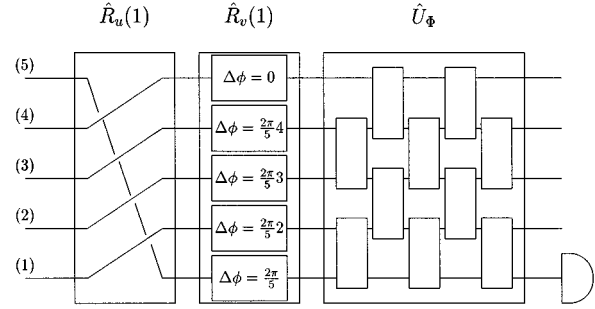 R̂_u(1) R̂_v(1) Û_Φ
(5) Δϕ = 0
(4) Δϕ = 2π/5 4
(3) Δϕ = 2π/5 3
(2) Δϕ = 2π/5 2
(1) Δϕ = 2π/5